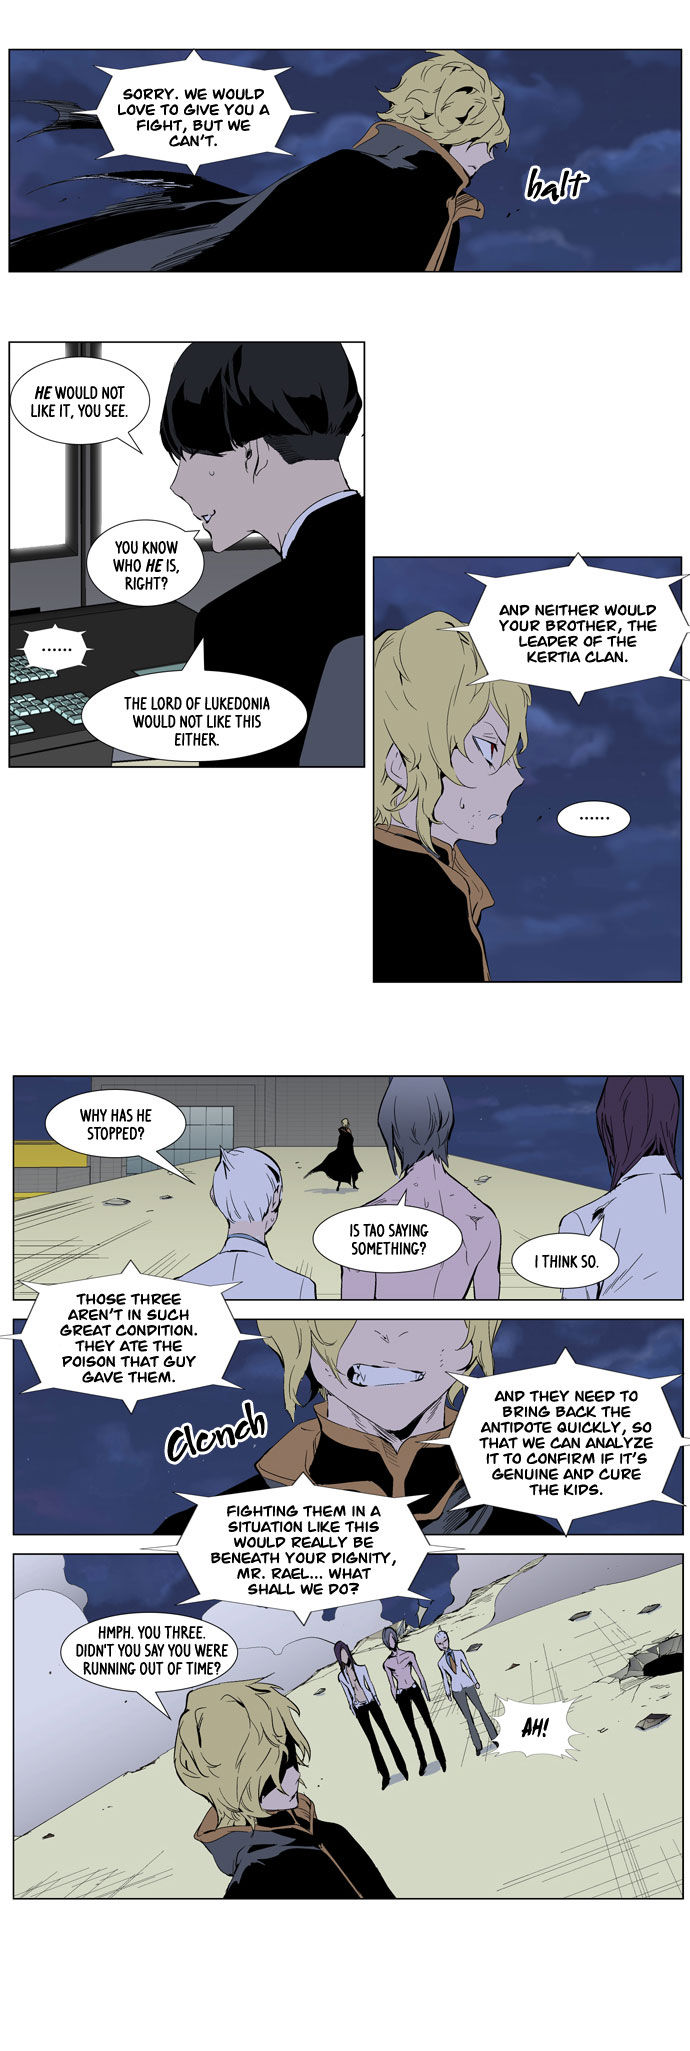 SORRY. WE WOULD
LOVE TO GIVE YOU A
FIGHT, BUT WE
CAN'T.
halt
HE WOULD NOT
LIKE IT, YOU SEE.
YOU KNOW
WHO HE IS,
RIGHT?
......
THE LORD OF LUKEDONIA
WOULD NOT LIKE THIS
EITHER.
AND NEITHER WOULD
YOUR BROTHER, THE
LEADER OF THE
KERTIA CLAN.
......
WHY HAS HE
STOPPED?
IS TAO SAYING
SOMETHING?
I THINK SO.
THOSE THREE
AREN'T IN SUCH
GREAT CONDITION.
THEY ATE THE
POISON THAT GUY
GAVE THEM.
Clench
AND THEY NEED TO
BRING BACK THE
ANTIDOTE QUICKLY, SO
THAT WE CAN ANALYZE
IT TO CONFIRM IF IT'S
GENUINE AND CURE
THE KIDS.
FIGHTING THEM IN A
SITUATION LIKE THIS
WOULD REALLY BE
BENEATH YOUR DIGNITY,
MR. RAEL... WHAT
SHALL WE DO?
HMPH. YOU THREE.
DIDN'T YOU SAY YOU WERE
RUNNING OUT OF TIME?
AH!